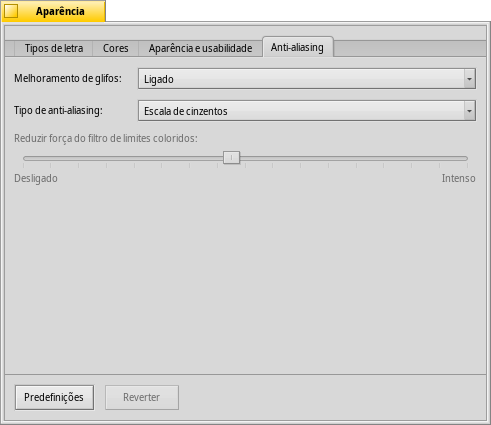 Aparência
Tipos de letra Cores Aparência e usabilidade Anti-aliasing
Melhoramento de glifos: Ligado
Tipo de anti-aliasing: Escala de cinzentos
Reduzir força do filtro de limites coloridos:
Desligado Intenso
Predefinições Reverter